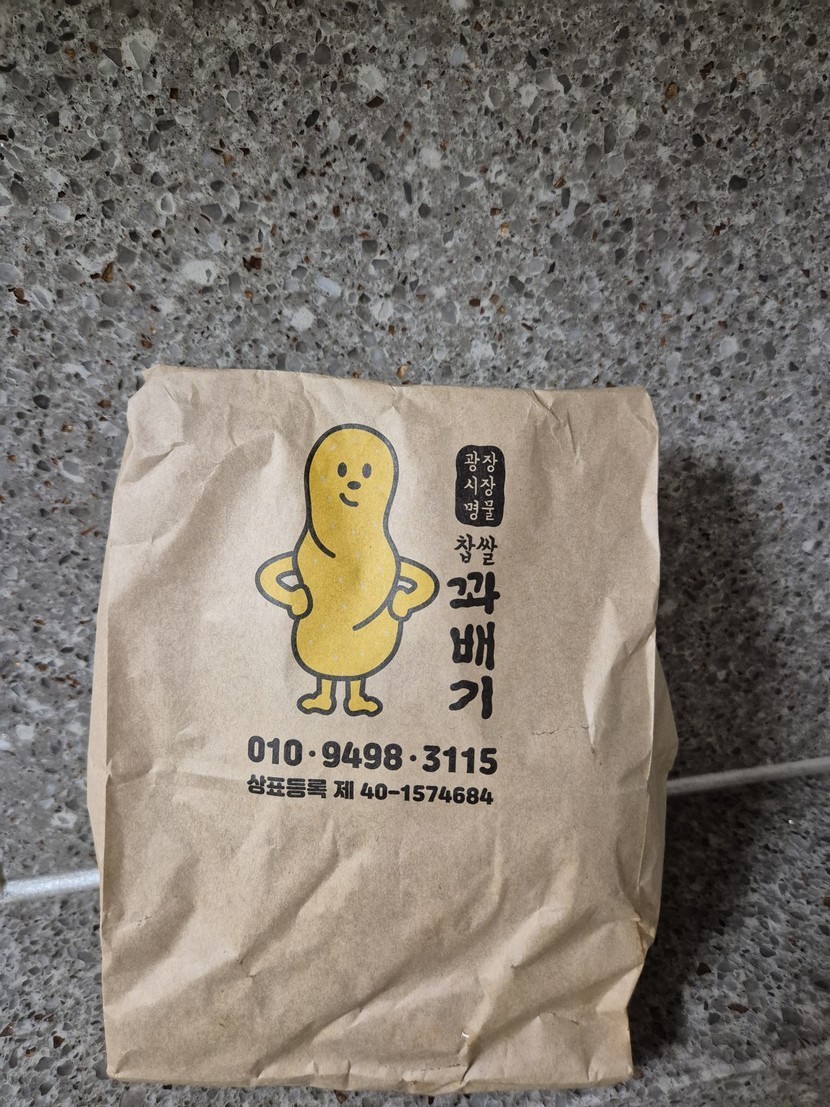 광장
시장
명물
찹쌀
꽈배기
010·9498·3115
상표등록 제 40-1574684